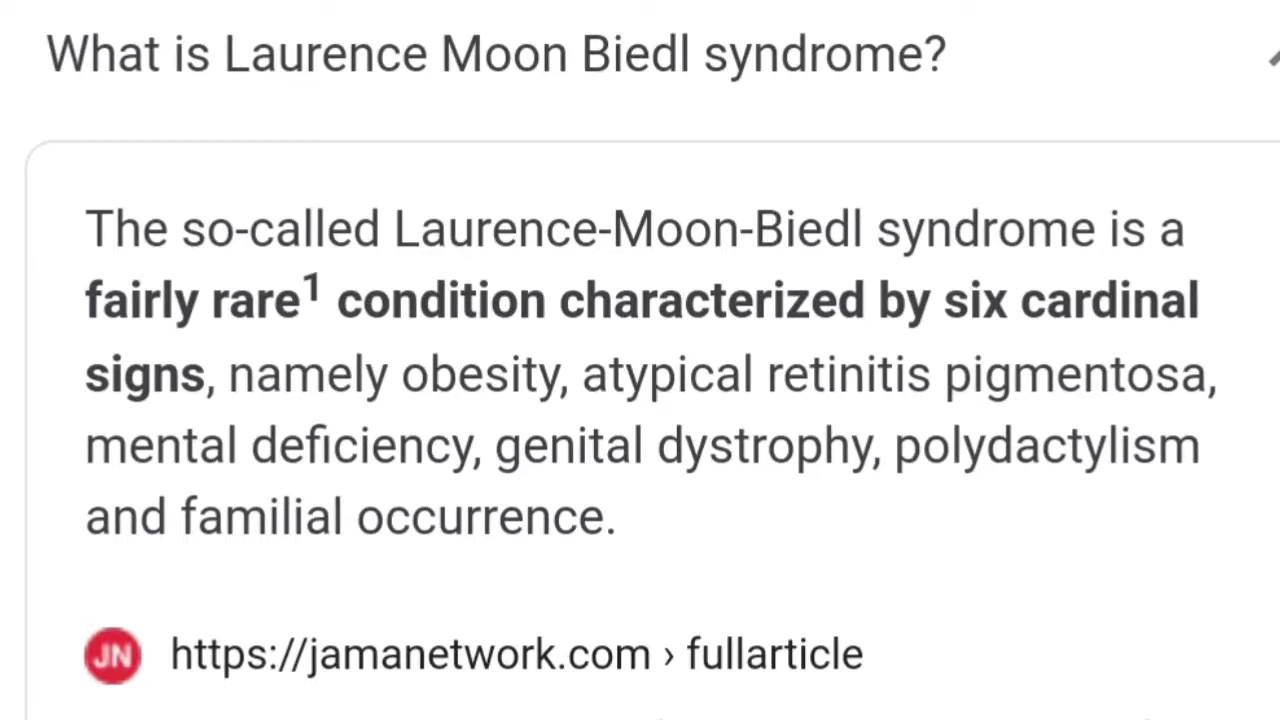 What is Laurence Moon Biedl syndrome?
The so-called Laurence-Moon-Biedl syndrome is a
fairly rare¹ condition characterized by six cardinal
signs, namely obesity, atypical retinitis pigmentosa,
mental deficiency, genital dystrophy, polydactylism
and familial occurrence.
JN https://jamanetwork.com › fullarticle